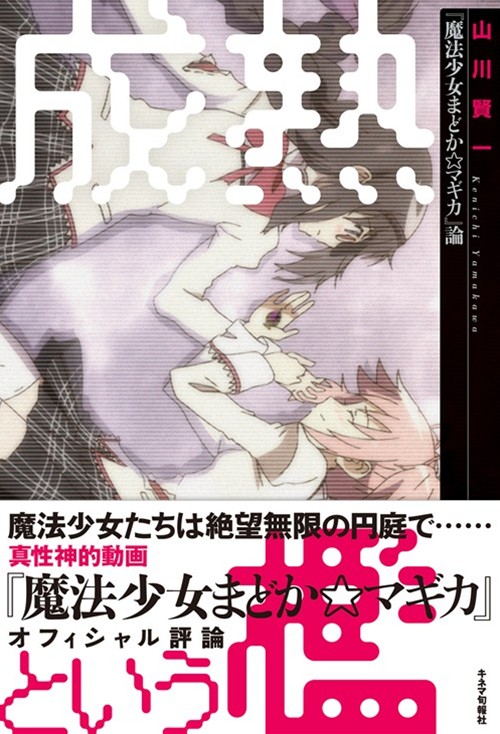 成熟
という
檻
山川賢一
Kenichi Yamakawa
『魔法少女まどか☆マギカ』論
魔法少女たちは絶望無限の円庭で……
真性神的動画
『魔法少女まどか☆マギカ』
オフィシャル評論
キネマ旬報社